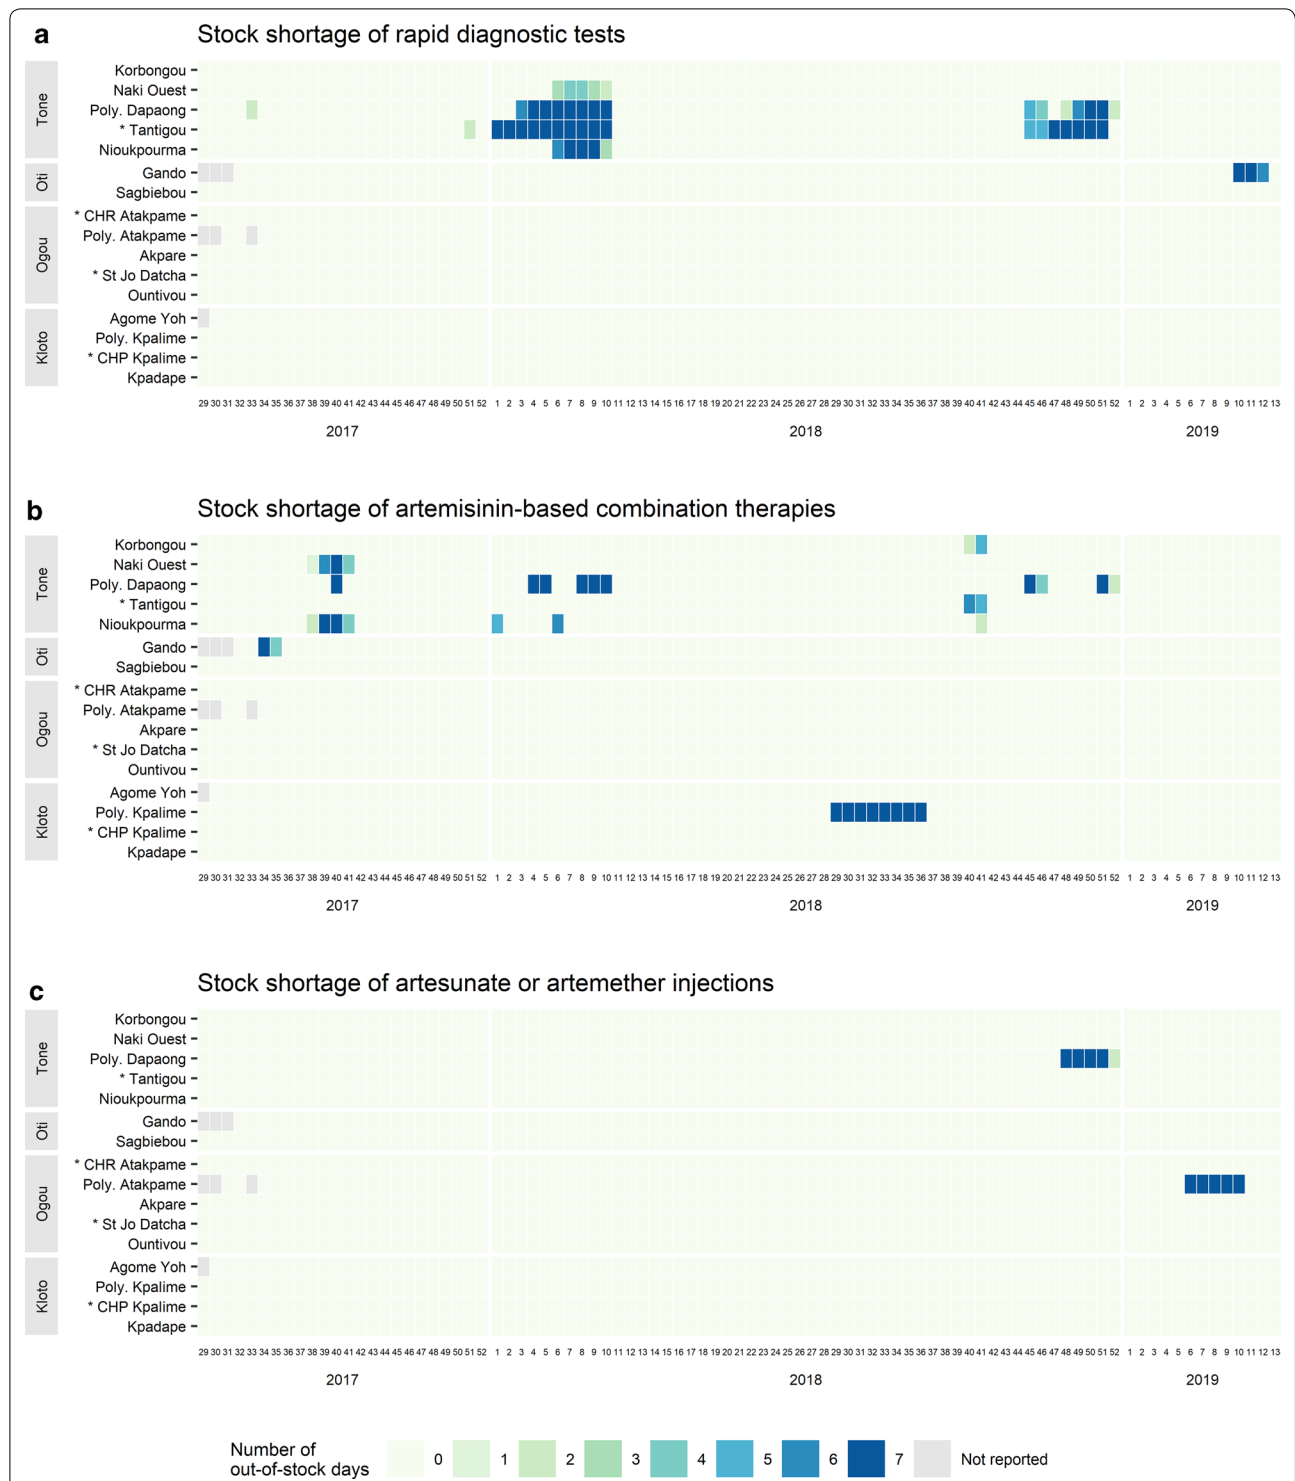 a Stock shortage of rapid diagnostic tests
Tone
Korbongou
Naki Ouest
Poly. Dapaong
* Tantigou
Nioukpourma
Oti
Gando
Sagbiebou
Ogou
* CHR Atakpame
Poly. Atakpame
Akpare
* St Jo Datcha
Ountivou
Kloto
Agome Yoh
Poly. Kpalime
* CHP Kpalime
Kpadape
29 30 31 32 33 34 35 36 37 38 39 40 41 42 43 44 45 46 47 48 49 50 51 52 1 2 3 4 5 6 7 8 9 10 11 12 13 14 15 16 17 18 19 20 21 22 23 24 25 26 27 28 29 30 31 32 33 34 35 36 37 38 39 40 41 42 43 44 45 46 47 48 49 50 51 52 1 2 3 4 5 6 7 8 9 10 11 12 13
2017 2018 2019
b Stock shortage of artemisinin-based combination therapies
Tone
Korbongou
Naki Ouest
Poly. Dapaong
* Tantigou
Nioukpourma
Oti
Gando
Sagbiebou
Ogou
* CHR Atakpame
Poly. Atakpame
Akpare
* St Jo Datcha
Ountivou
Kloto
Agome Yoh
Poly. Kpalime
* CHP Kpalime
Kpadape
29 30 31 32 33 34 35 36 37 38 39 40 41 42 43 44 45 46 47 48 49 50 51 52 1 2 3 4 5 6 7 8 9 10 11 12 13 14 15 16 17 18 19 20 21 22 23 24 25 26 27 28 29 30 31 32 33 34 35 36 37 38 39 40 41 42 43 44 45 46 47 48 49 50 51 52 1 2 3 4 5 6 7 8 9 10 11 12 13
2017 2018 2019
c Stock shortage of artesunate or artemether injections
Tone
Korbongou
Naki Ouest
Poly. Dapaong
* Tantigou
Nioukpourma
Oti
Gando
Sagbiebou
Ogou
* CHR Atakpame
Poly. Atakpame
Akpare
* St Jo Datcha
Ountivou
Kloto
Agome Yoh
Poly. Kpalime
* CHP Kpalime
Kpadape
29 30 31 32 33 34 35 36 37 38 39 40 41 42 43 44 45 46 47 48 49 50 51 52 1 2 3 4 5 6 7 8 9 10 11 12 13 14 15 16 17 18 19 20 21 22 23 24 25 26 27 28 29 30 31 32 33 34 35 36 37 38 39 40 41 42 43 44 45 46 47 48 49 50 51 52 1 2 3 4 5 6 7 8 9 10 11 12 13
2017 2018 2019
Number of
out-of-stock days
0 1 2 3 4 5 6 7 Not reported